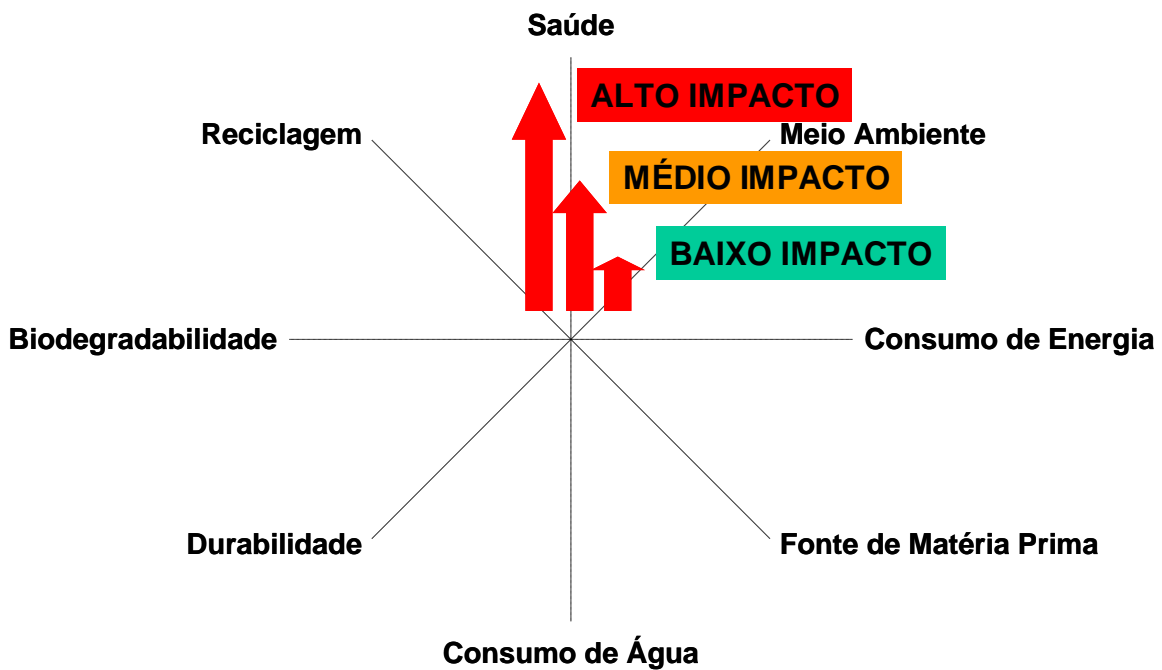 Saúde
ALTO IMPACTO
Reciclagem
Meio Ambiente
MÉDIO IMPACTO
BAIXO IMPACTO
Biodegradabilidade
Consumo de Energia
Durabilidade
Fonte de Matéria Prima
Consumo de Água